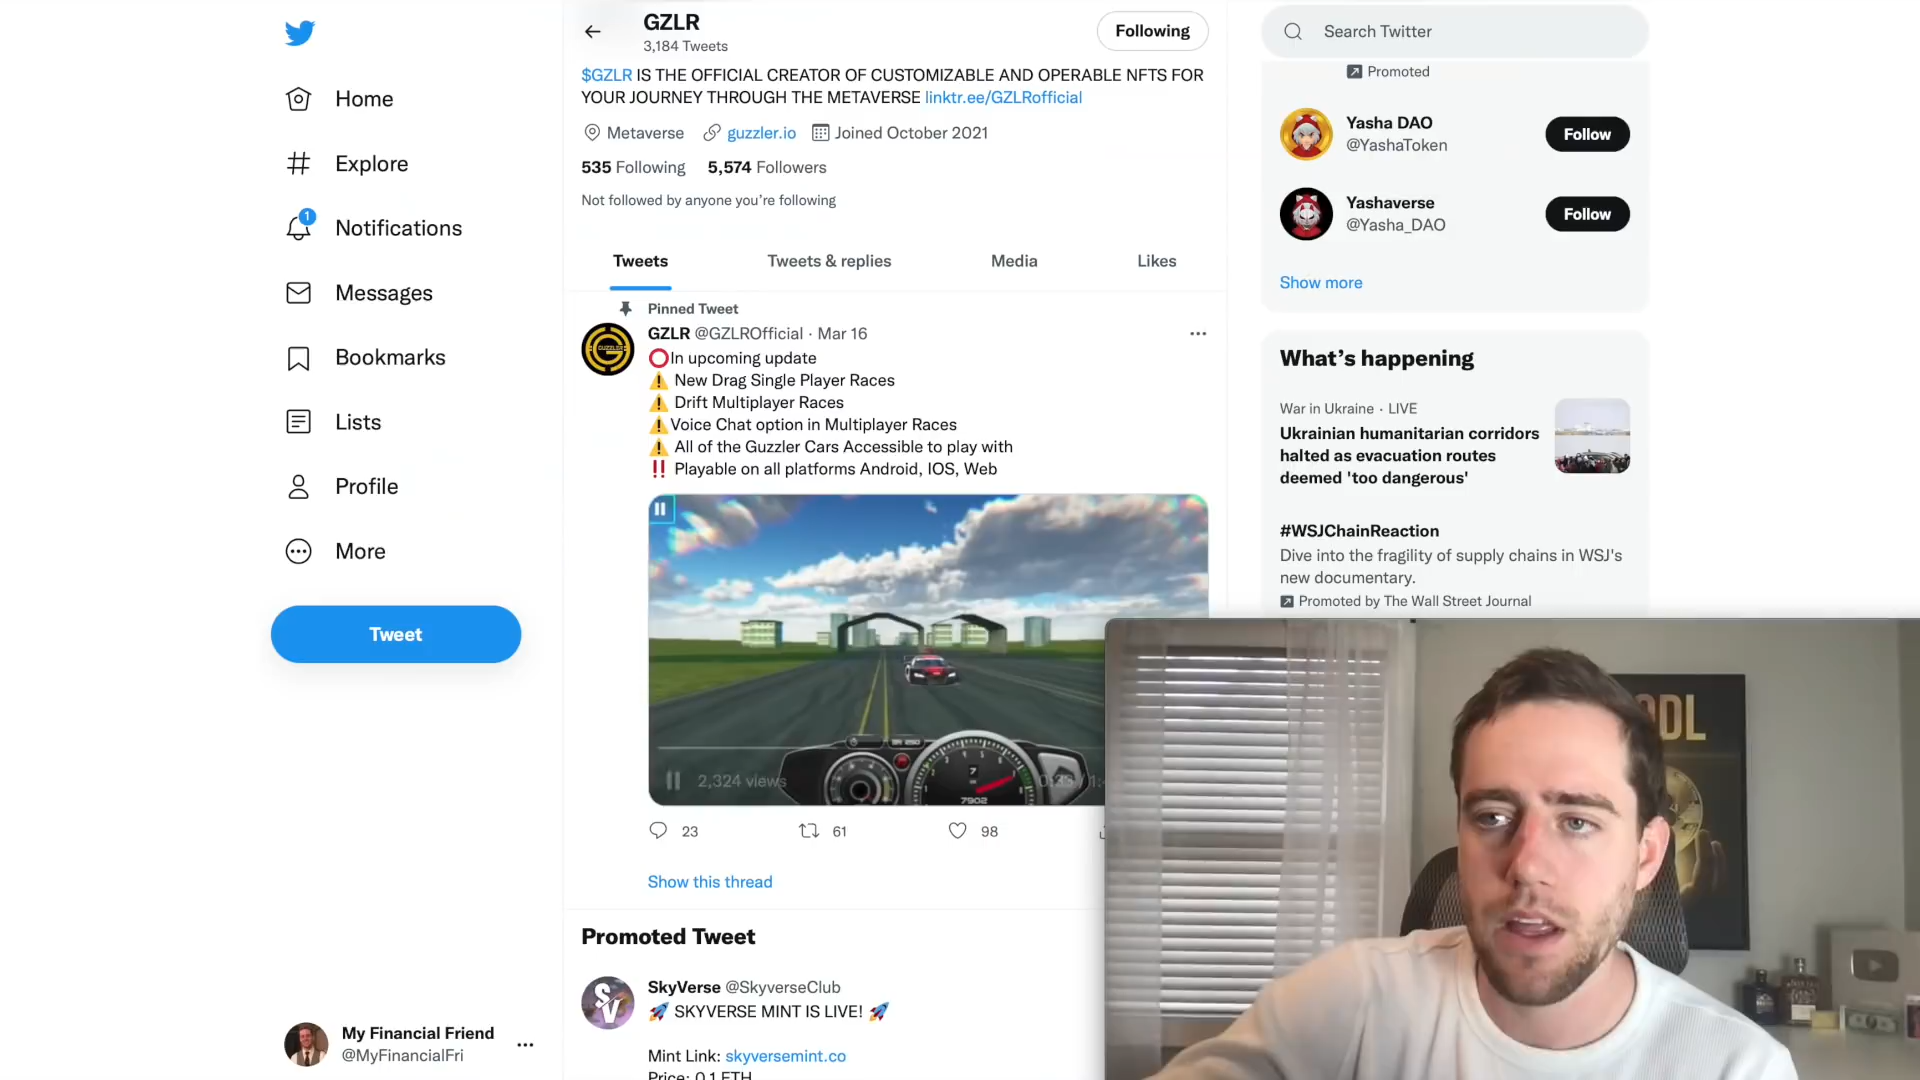 Home
Explore
1
Notifications
Messages
Bookmarks
Lists
Profile
More
Tweet
My Financial Friend
@MyFinancialFri
GZLR
3,184 Tweets
Following
$GZLR IS THE OFFICIAL CREATOR OF CUSTOMIZABLE AND OPERABLE NFTS FOR
YOUR JOURNEY THROUGH THE METAVERSE linktr.ee/GZLRofficial
Metaverse guzzler.io Joined October 2021
535 Following 5,574 Followers
Not followed by anyone you're following
Tweets Tweets & replies Media Likes
Pinned Tweet
GZLR @GZLROfficial · Mar 16
⭕In upcoming update
⚠️ New Drag Single Player Races
⚠️ Drift Multiplayer Races
⚠️Voice Chat option in Multiplayer Races
⚠️ All of the Guzzler Cars Accessible to play with
‼️ Playable on all platforms Android, IOS, Web
2,324 views
7
7902
23 61 98
Show this thread
Promoted Tweet
SkyVerse @SkyverseClub
🚀 SKYVERSE MINT IS LIVE! 🚀
Mint Link: skyversemint.co
Price: 0.1 ETH
Search Twitter
Promoted
Yasha DAO
@YashaToken
Follow
Yashaverse
@Yasha_DAO
Follow
Show more
What's happening
War in Ukraine · LIVE
Ukrainian humanitarian corridors
halted as evacuation routes
deemed 'too dangerous'
#WSJChainReaction
Dive into the fragility of supply chains in WSJ's
new documentary.
Promoted by The Wall Street Journal